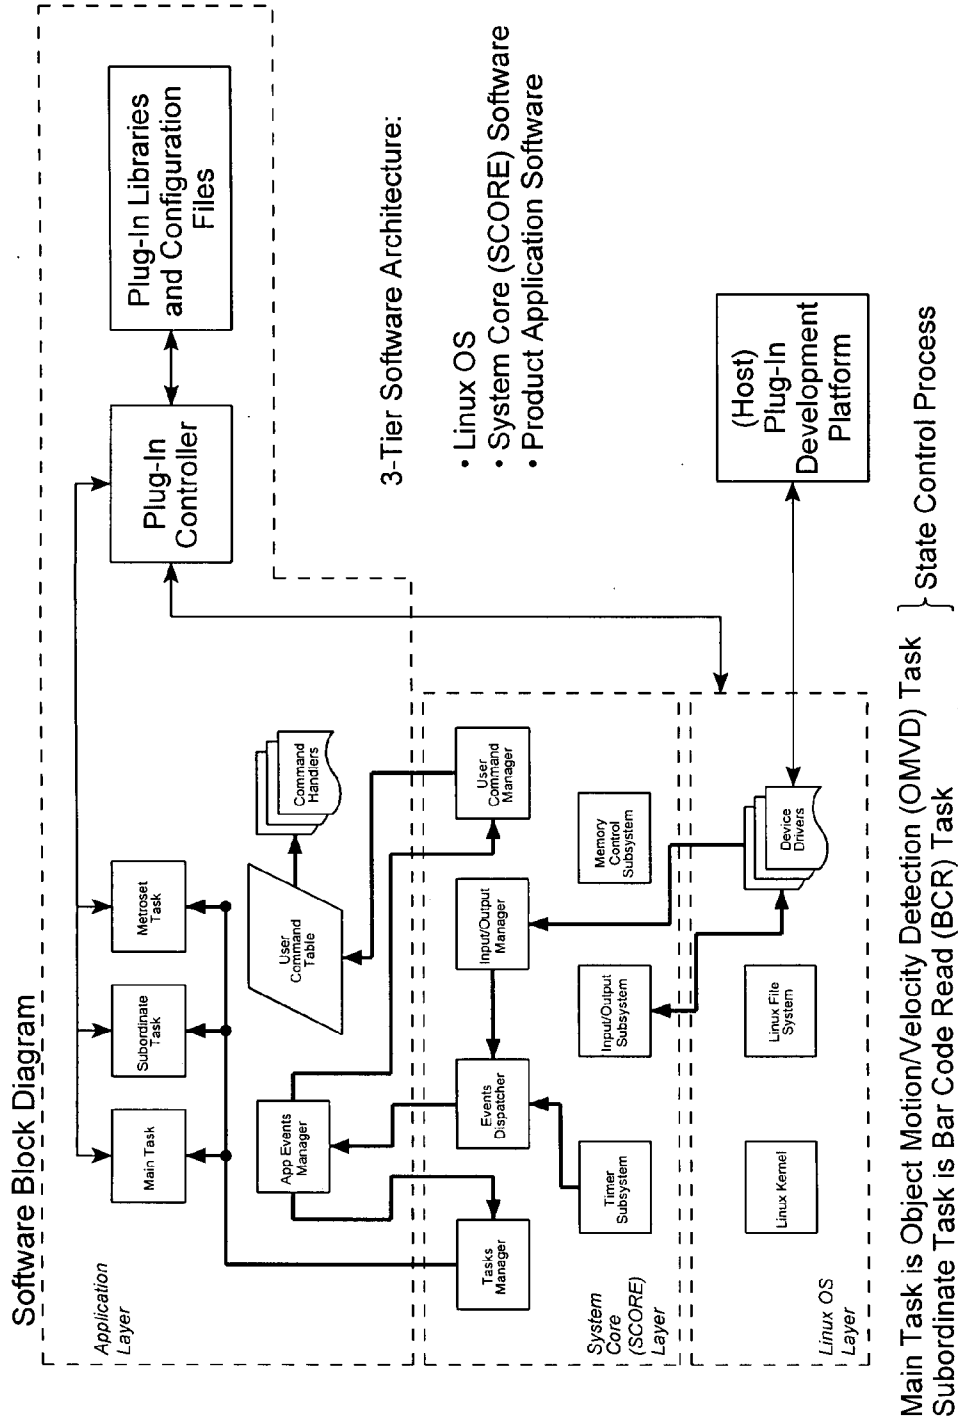 Software Block Diagram
Application
Layer
Main Task
Subordinate
Task
Metroset
Task
Plug-In
Controller
Plug-In Libraries
and Configuration
Files
App Events
Manager
User
Command
Table
Command
Handlers
3-Tier Software Architecture:
• Linux OS
• System Core (SCORE) Software
• Product Application Software
System
Core
(SCORE)
Layer
Tasks
Manager
Events
Dispatcher
Input/Output
Manager
User
Command
Manager
Timer
Subsystem
Input/Output
Subsystem
Memory
Control
Subsystem
Linux OS
Layer
Linux Kernel
Linux File
System
Device
Drivers
(Host)
Plug-In
Development
Platform
Main Task is Object Motion/Velocity Detection (OMVD) Task
Subordinate Task is Bar Code Read (BCR) Task
State Control Process